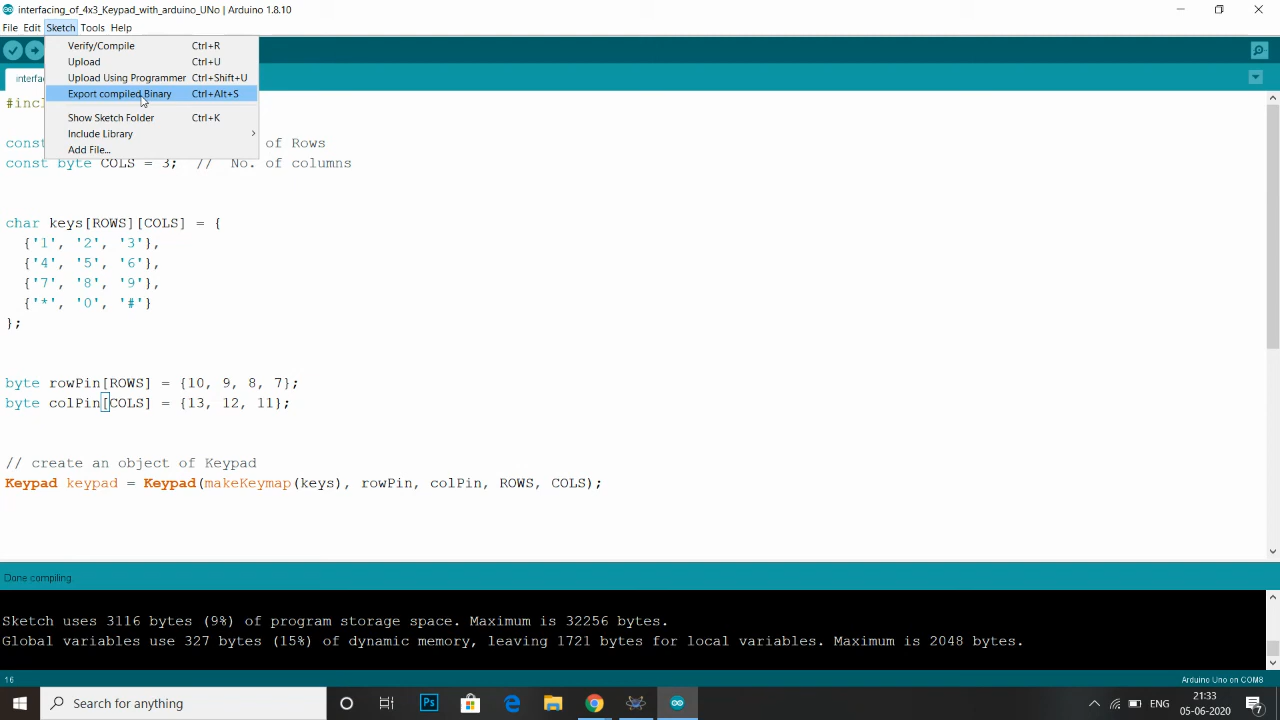 interfacing_of_4x3_Keypad_with_arduino_UNo | Arduino 1.8.10
File Edit Sketch Tools Help
Verify/Compile Ctrl+R
Upload Ctrl+U
Upload Using Programmer Ctrl+Shift+U
Export compiled Binary Ctrl+Alt+S
Show Sketch Folder Ctrl+K
Include Library
Add File...
interfa
#incl
const of Rows
const byte COLS = 3; // No. of columns
char keys[ROWS][COLS] = {
{'1', '2', '3'},
{'4', '5', '6'},
{'7', '8', '9'},
{'*', '0', '#'}
};
byte rowPin[ROWS] = {10, 9, 8, 7};
byte colPin[COLS] = {13, 12, 11};
// create an object of Keypad
Keypad keypad = Keypad(makeKeymap(keys), rowPin, colPin, ROWS, COLS);
Done compiling.
Sketch uses 3116 bytes (9%) of program storage space. Maximum is 32256 bytes.
Global variables use 327 bytes (15%) of dynamic memory, leaving 1721 bytes for local variables. Maximum is 2048 bytes.
16 Arduino Uno on COM8
Search for anything
Ps
ENG
21:33
05-06-2020
7